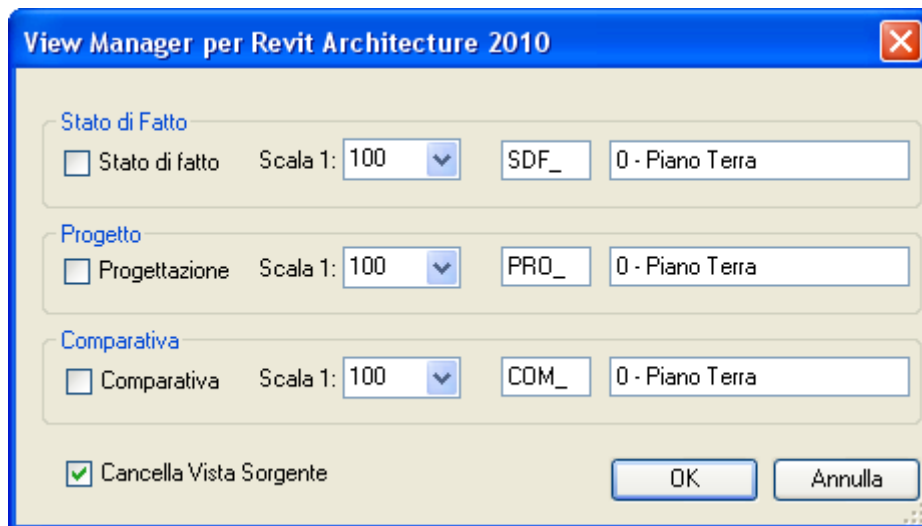 View Manager per Revit Architecture 2010
Stato di Fatto
Stato di fatto Scala 1: 100 SDF_ 0 - Piano Terra
Progetto
Progettazione Scala 1: 100 PRO_ 0 - Piano Terra
Comparativa
Comparativa Scala 1: 100 COM_ 0 - Piano Terra
Cancella Vista Sorgente OK Annulla